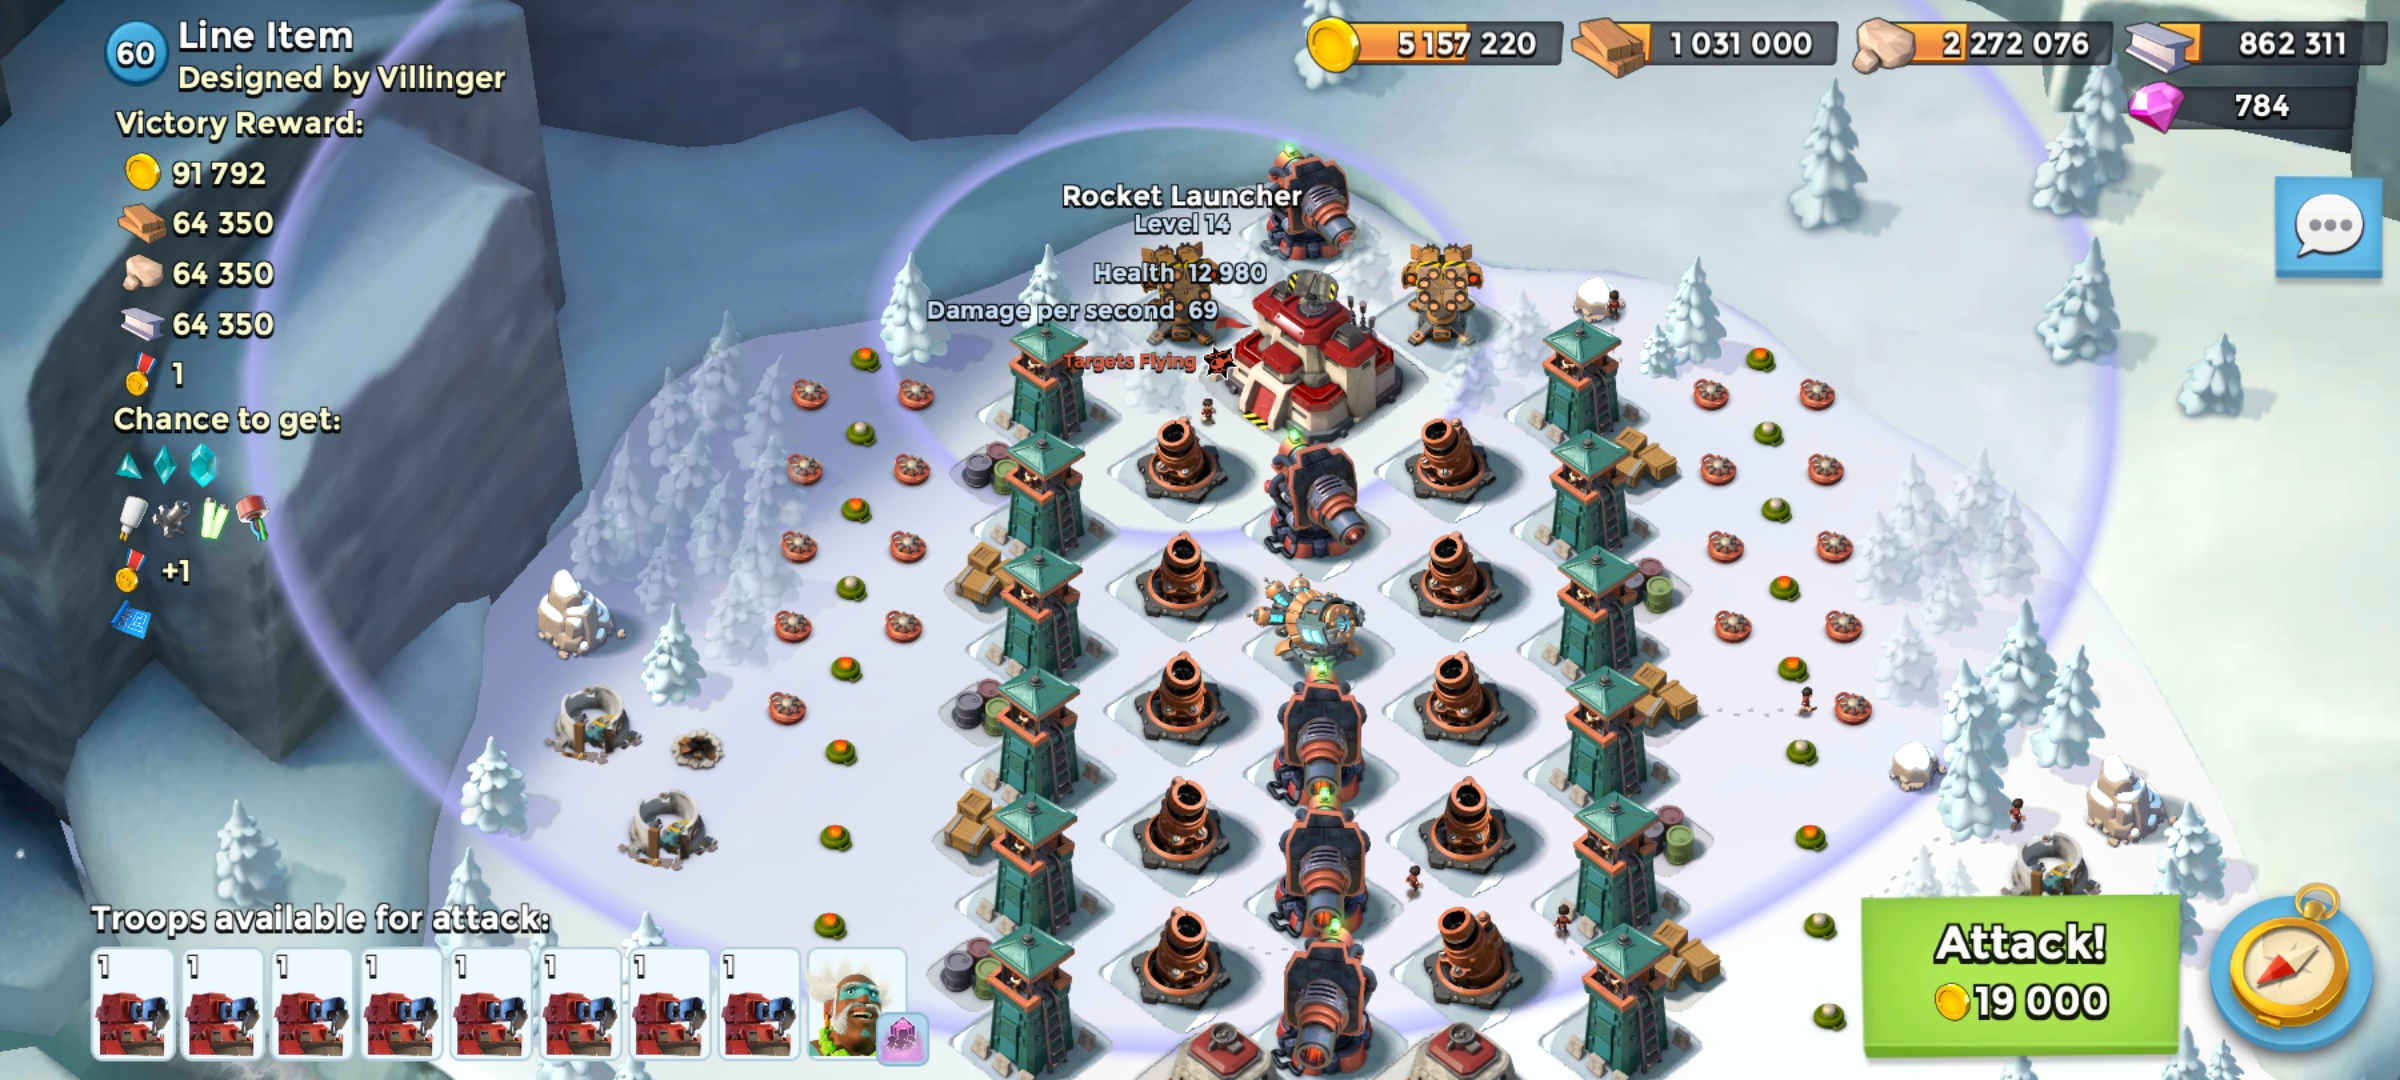 60
Line Item
Designed by Villinger
Victory Reward:
91 792
64 350
64 350
64 350
1
Chance to get:
+1
5 157 220
1 031 000
2 272 076
862 311
784
Rocket Launcher
Level 14
Health 12 980
Damage per second 69
Targets Flying
Troops available for attack:
1 1 1 1 1 1 1 1
Attack!
19 000